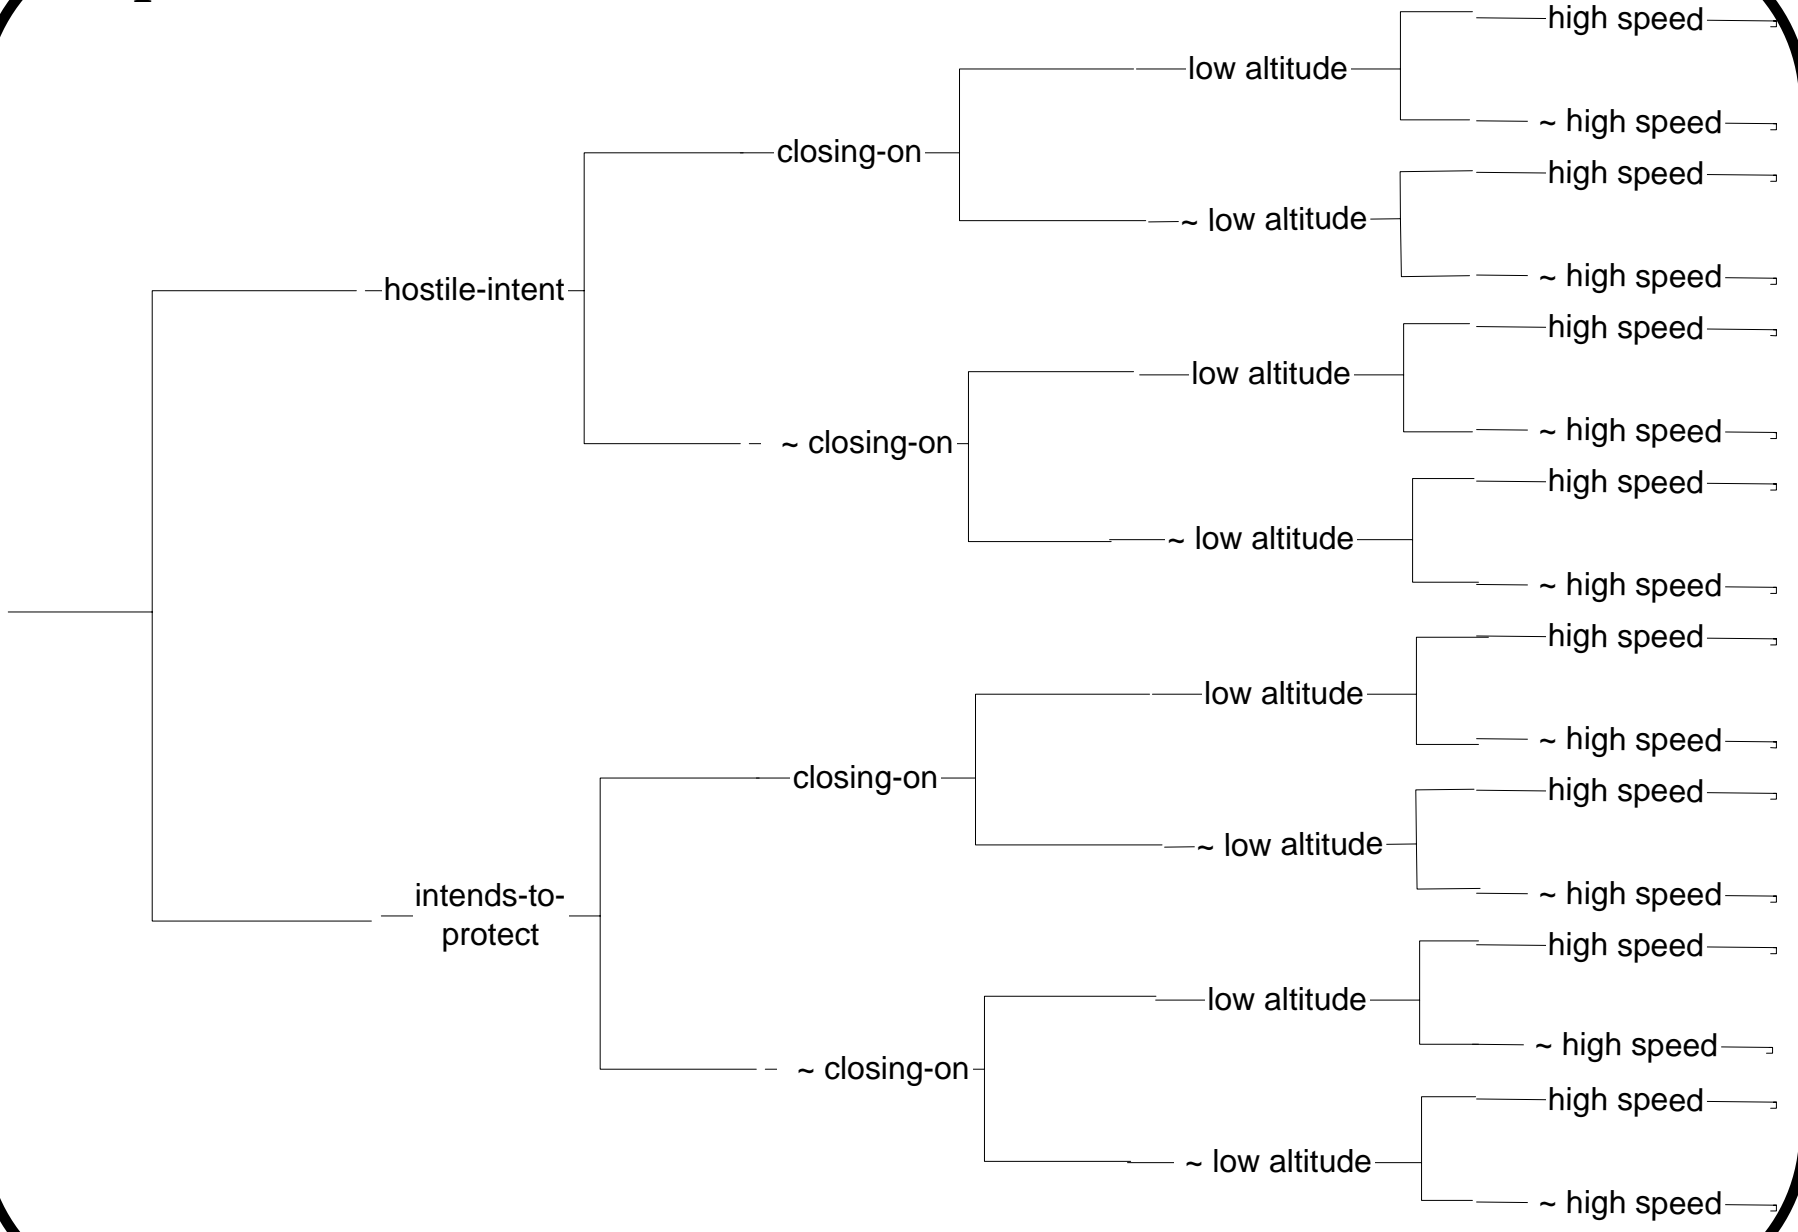 high speed
low altitude
~ high speed
closing-on
high speed
~ low altitude
~ high speed
hostile-intent
high speed
low altitude
~ high speed
~ closing-on
high speed
~ low altitude
~ high speed
high speed
low altitude
~ high speed
closing-on
high speed
~ low altitude
~ high speed
intends-to-
protect
high speed
low altitude
~ high speed
~ closing-on
high speed
~ low altitude
~ high speed